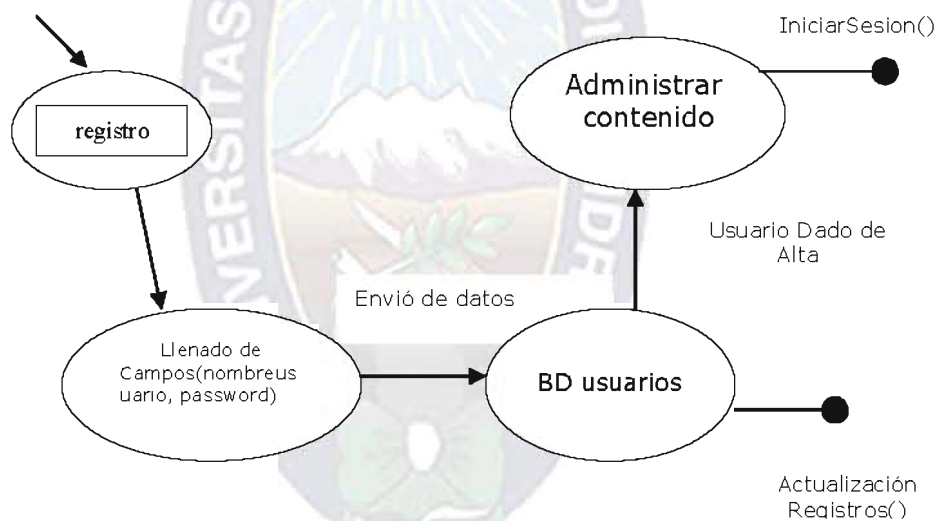 IniciarSesion()
Administrar
contenido
registro
Usuario Dado de
Alta
Envió de datos
Llenado de
Campos(nombreus
uario, password)
BD usuarios
Actualización
Registros()